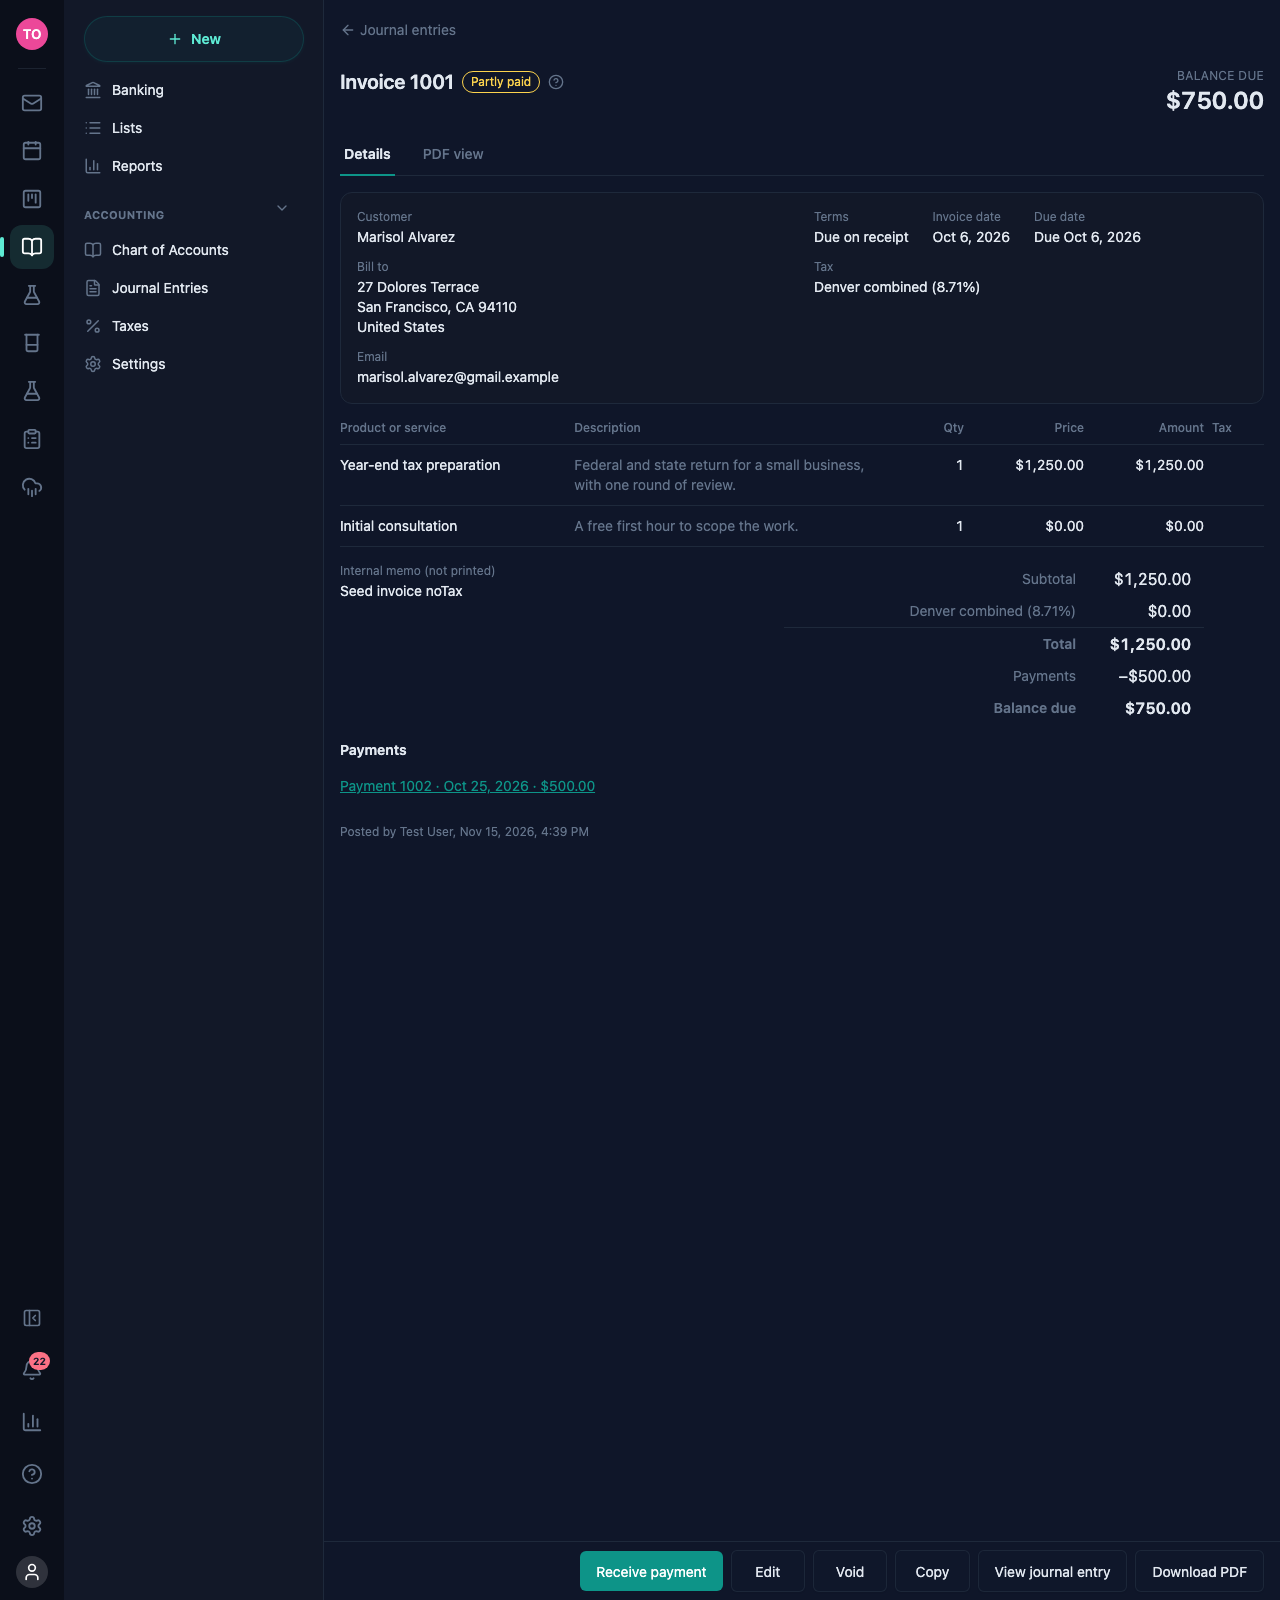 TO
New
Banking
Lists
Reports
ACCOUNTING
Chart of Accounts
Journal Entries
Taxes
Settings
22
Journal entries
Invoice 1001
Partly paid
BALANCE DUE
$750.00
Details
PDF view
Customer
Marisol Alvarez
Bill to
27 Dolores Terrace
San Francisco, CA 94110
United States
Email
marisol.alvarez@gmail.example
Terms
Due on receipt
Invoice date
Oct 6, 2026
Due date
Due Oct 6, 2026
Tax
Denver combined (8.71%)
Product or service Description Qty Price Amount Tax
Year-end tax preparation Federal and state return for a small business, 1 $1,250.00 $1,250.00
with one round of review.
Initial consultation A free first hour to scope the work. 1 $0.00 $0.00
Internal memo (not printed)
Seed invoice noTax
Subtotal $1,250.00
Denver combined (8.71%) $0.00
Total $1,250.00
Payments –$500.00
Balance due $750.00
Payments
Payment 1002 · Oct 25, 2026 · $500.00
Posted by Test User, Nov 15, 2026, 4:39 PM
Receive payment
Edit
Void
Copy
View journal entry
Download PDF